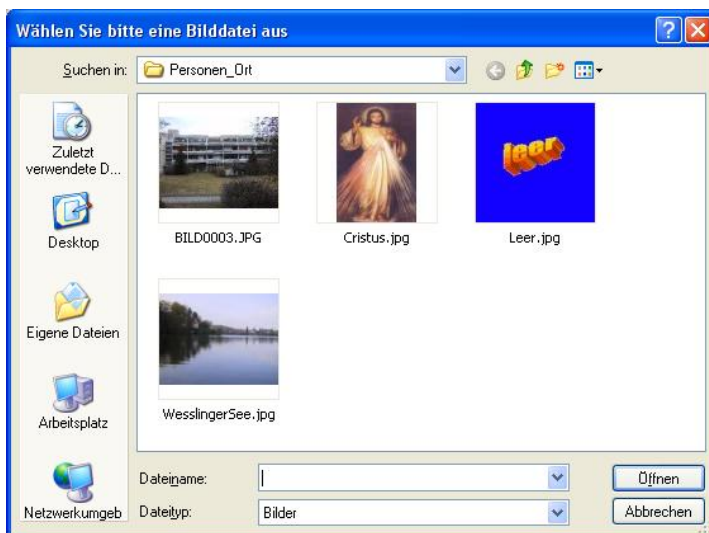 Wählen Sie bitte eine Bilddatei aus
Suchen in:
Personen_Ort
Zuletzt
verwendete D...
Desktop
Eigene Dateien
Arbeitsplatz
Netzwerkumgeb
BILD0003.JPG
Cristus.jpg
leer
Leer.jpg
WesslingerSee.jpg
Dateiname:
Öffnen
Dateityp:
Bilder
Abbrechen